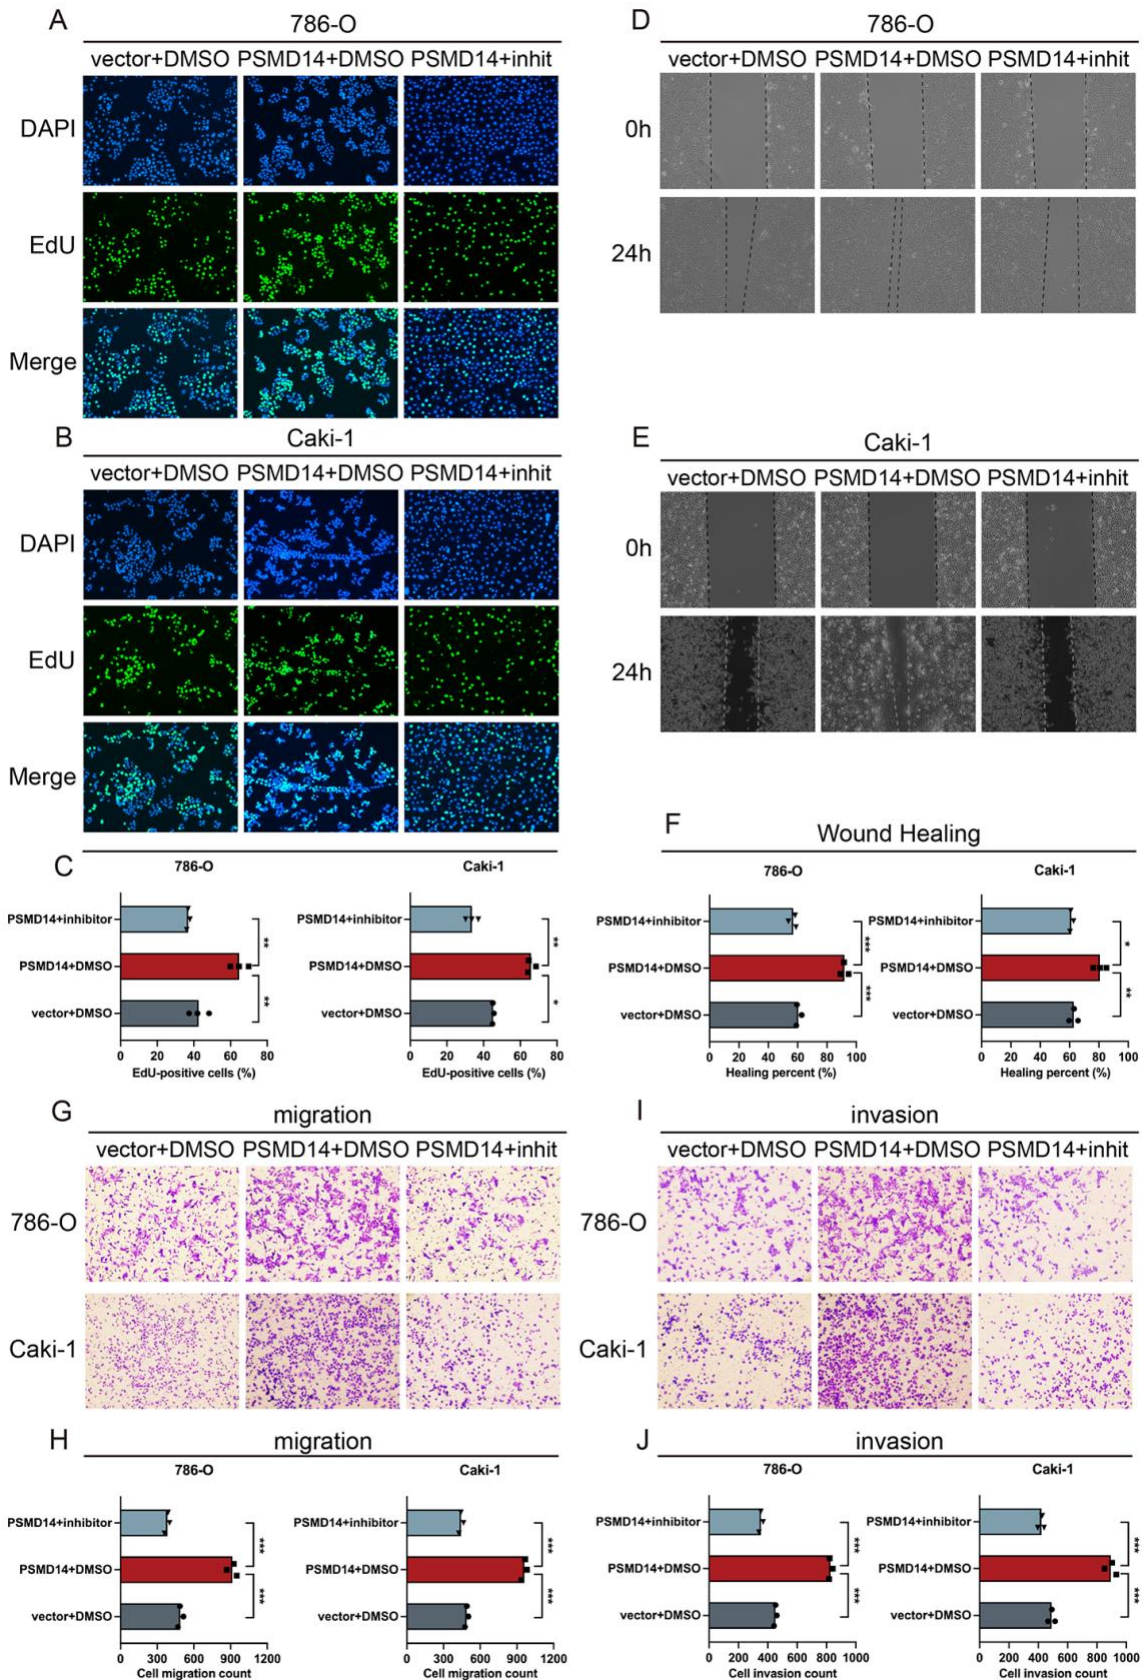 A
786-O
vector+DMSO PSMD14+DMSO PSMD14+inhit
DAPI
EdU
Merge
B
Caki-1
vector+DMSO PSMD14+DMSO PSMD14+inhit
DAPI
EdU
Merge
C
786-O
PSMD14+inhibitor
**
PSMD14+DMSO
**
vector+DMSO
0 20 40 60 80
EdU-positive cells (%)
Caki-1
PSMD14+inhibitor
**
PSMD14+DMSO
*
vector+DMSO
0 20 40 60 80
EdU-positive cells (%)
D
786-O
vector+DMSO PSMD14+DMSO PSMD14+inhit
0h
24h
E
Caki-1
vector+DMSO PSMD14+DMSO PSMD14+inhit
0h
24h
F
Wound Healing
786-O
PSMD14+inhibitor
***
PSMD14+DMSO
***
vector+DMSO
0 20 40 60 80 100
Healing percent (%)
Caki-1
PSMD14+inhibitor
*
PSMD14+DMSO
**
vector+DMSO
0 20 40 60 80 100
Healing percent (%)
G
migration
vector+DMSO PSMD14+DMSO PSMD14+inhit
786-O
Caki-1
H
migration
786-O
PSMD14+inhibitor
***
PSMD14+DMSO
***
vector+DMSO
0 300 600 900 1200
Cell migration count
Caki-1
PSMD14+inhibitor
***
PSMD14+DMSO
***
vector+DMSO
0 300 600 900 1200
Cell migration count
I
invasion
vector+DMSO PSMD14+DMSO PSMD14+inhit
786-O
Caki-1
J
invasion
786-O
PSMD14+inhibitor
***
PSMD14+DMSO
***
vector+DMSO
0 200 400 600 800 1000
Cell invasion count
Caki-1
PSMD14+inhibitor
***
PSMD14+DMSO
***
vector+DMSO
0 200 400 600 800 1000
Cell invasion count